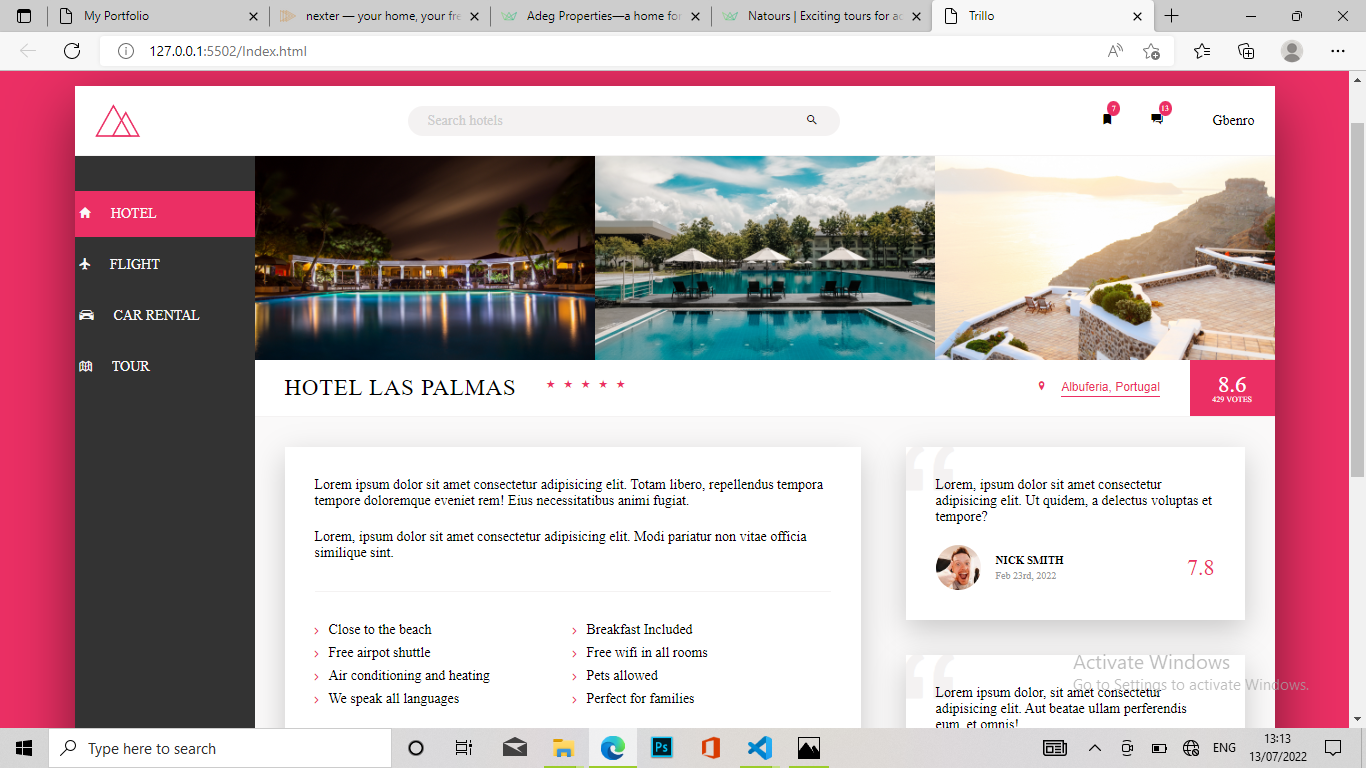 My Portfolio
nexter — your home, your fre
Adeg Properties—a home for
Natours | Exciting tours for ac
Trillo
127.0.0.1:5502/Index.html
Search hotels
7
13
Gbenro
HOTEL
FLIGHT
CAR RENTAL
TOUR
HOTEL LAS PALMAS
Albuferia, Portugal
8.6
429 VOTES
Lorem ipsum dolor sit amet consectetur adipisicing elit. Totam libero, repellendus tempora
tempore doloremque eveniet rem! Eius necessitatibus animi fugiat.
Lorem, ipsum dolor sit amet consectetur adipisicing elit. Modi pariatur non vitae officia
similique sint.
Close to the beach
Breakfast Included
Free airpot shuttle
Free wifi in all rooms
Air conditioning and heating
Pets allowed
We speak all languages
Perfect for families
Lorem, ipsum dolor sit amet consectetur
adipisicing elit. Ut quidem, a delectus voluptas et
tempore?
NICK SMITH
Feb 23rd, 2022
7.8
Lorem ipsum dolor, sit amet consectetur
adipisicing elit. Aut beatae ullam perferendis
eum, et omnis!
Activate Windows
Go to Settings to activate Windows.
Type here to search
Ps
ENG
13:13
13/07/2022